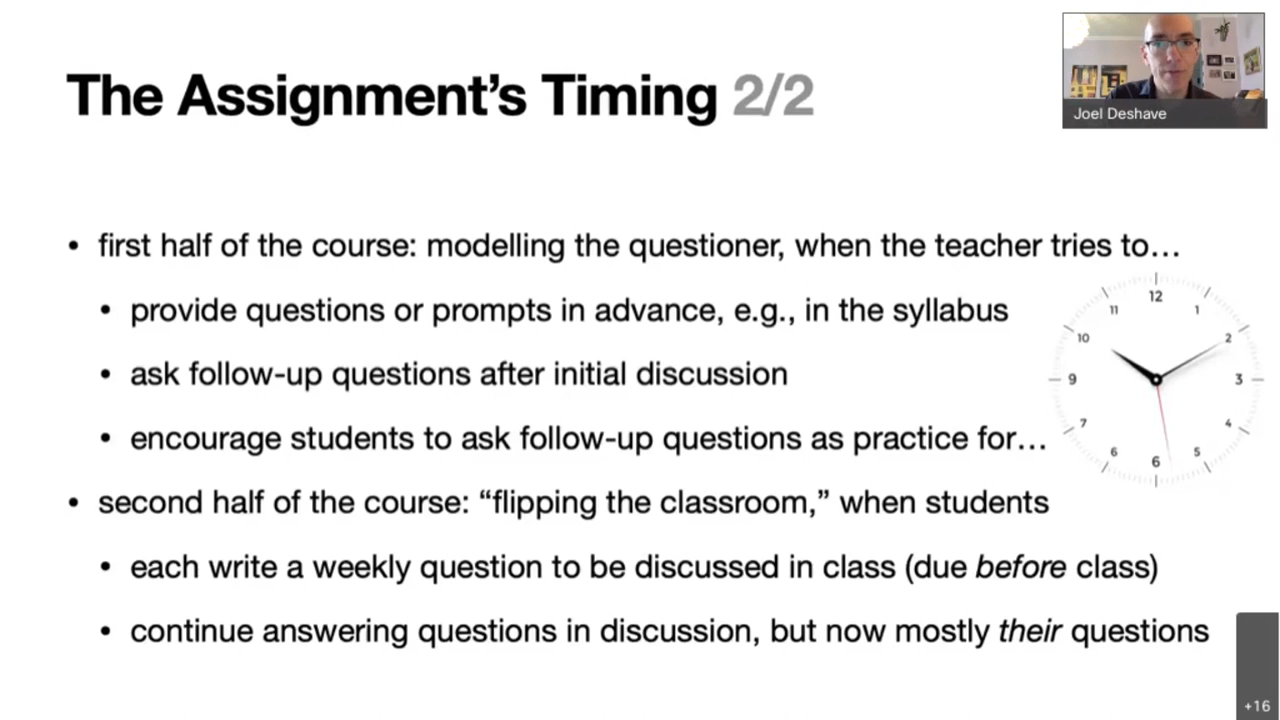 The Assignment’s Timing 2/2
Joel Deshave
• first half of the course: modelling the questioner, when the teacher tries to…
• provide questions or prompts in advance, e.g., in the syllabus
• ask follow-up questions after initial discussion
• encourage students to ask follow-up questions as practice for…
• second half of the course: “flipping the classroom,” when students
• each write a weekly question to be discussed in class (due before class)
• continue answering questions in discussion, but now mostly their questions
12
11 1
10 2
9 3
7 4
6 5
6
+16